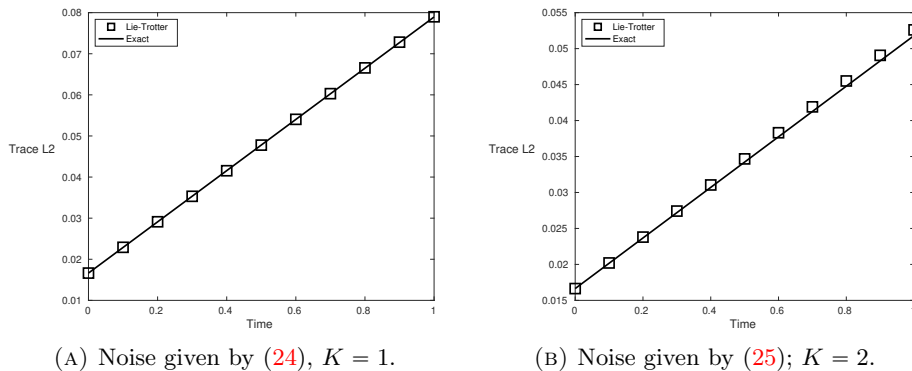 0.08
0.07
0.06
0.05
0.04
0.03
0.02
0.01
Trace L2
Lie-Trotter
Exact
0 0.2 0.4 0.6 0.8 1
Time
(A) Noise given by (24), K = 1.
0.055
0.05
0.045
0.04
0.035
0.03
0.025
0.02
0.015
Trace L2
Lie-Trotter
Exact
0 0.2 0.4 0.6 0.8 1
Time
(B) Noise given by (25); K = 2.